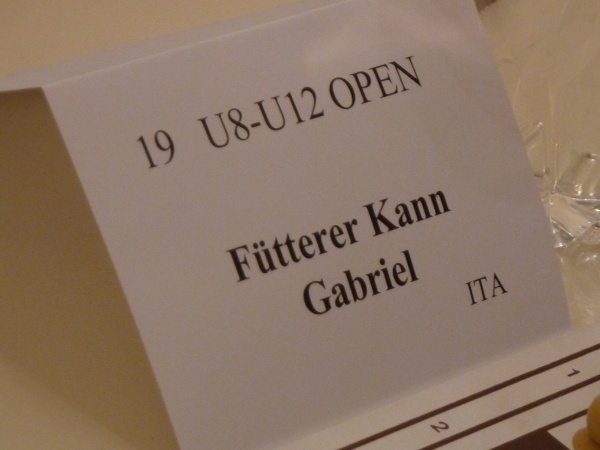 19 U8-U12 OPEN
Fütterer Kann
Gabriel
ITA
1
2